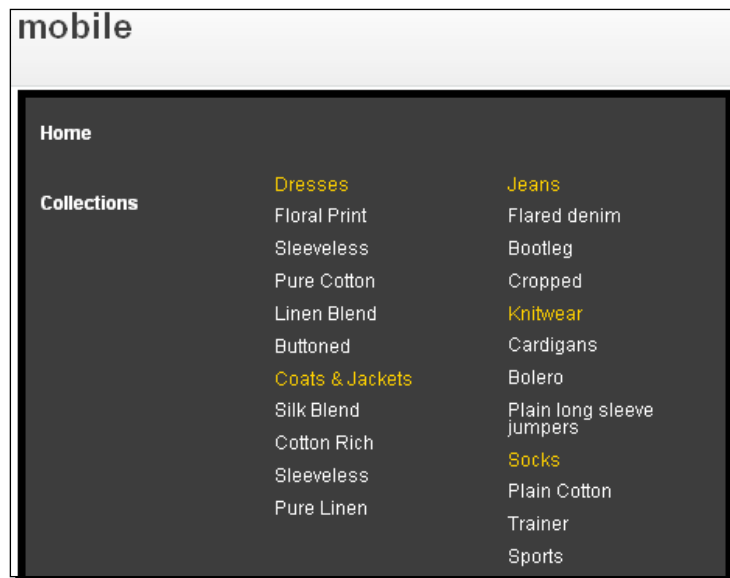 mobile
Home
Collections
Dresses
Floral Print
Sleeveless
Pure Cotton
Linen Blend
Buttoned
Coats & Jackets
Silk Blend
Cotton Rich
Sleeveless
Pure Linen
Jeans
Flared denim
Bootleg
Cropped
Knitwear
Cardigans
Bolero
Plain long sleeve
jumpers
Socks
Plain Cotton
Trainer
Sports